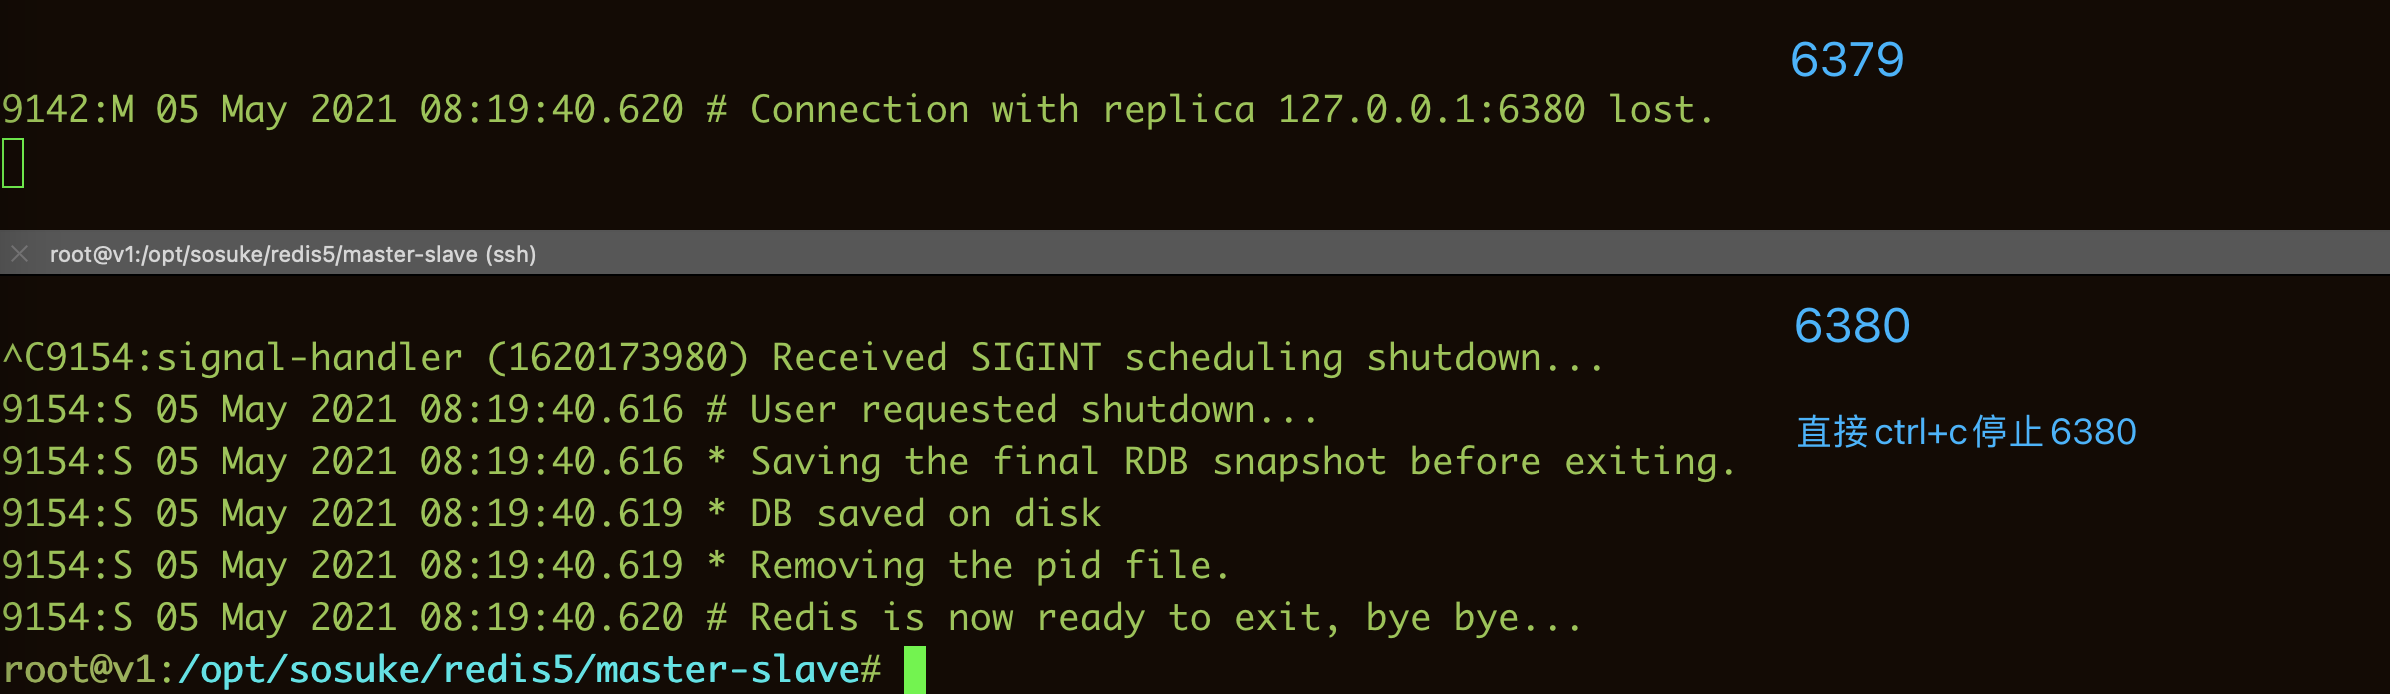 6379
9142:M 05 May 2021 08:19:40.620 # Connection with replica 127.0.0.1:6380 lost.
root@v1:/opt/sosuke/redis5/master-slave (ssh)
6380
^C9154:signal-handler (1620173980) Received SIGINT scheduling shutdown...
9154:S 05 May 2021 08:19:40.616 # User requested shutdown...
直接ctrl+c停止6380
9154:S 05 May 2021 08:19:40.616 * Saving the final RDB snapshot before exiting.
9154:S 05 May 2021 08:19:40.619 * DB saved on disk
9154:S 05 May 2021 08:19:40.619 * Removing the pid file.
9154:S 05 May 2021 08:19:40.620 # Redis is now ready to exit, bye bye...
root@v1:/opt/sosuke/redis5/master-slave#